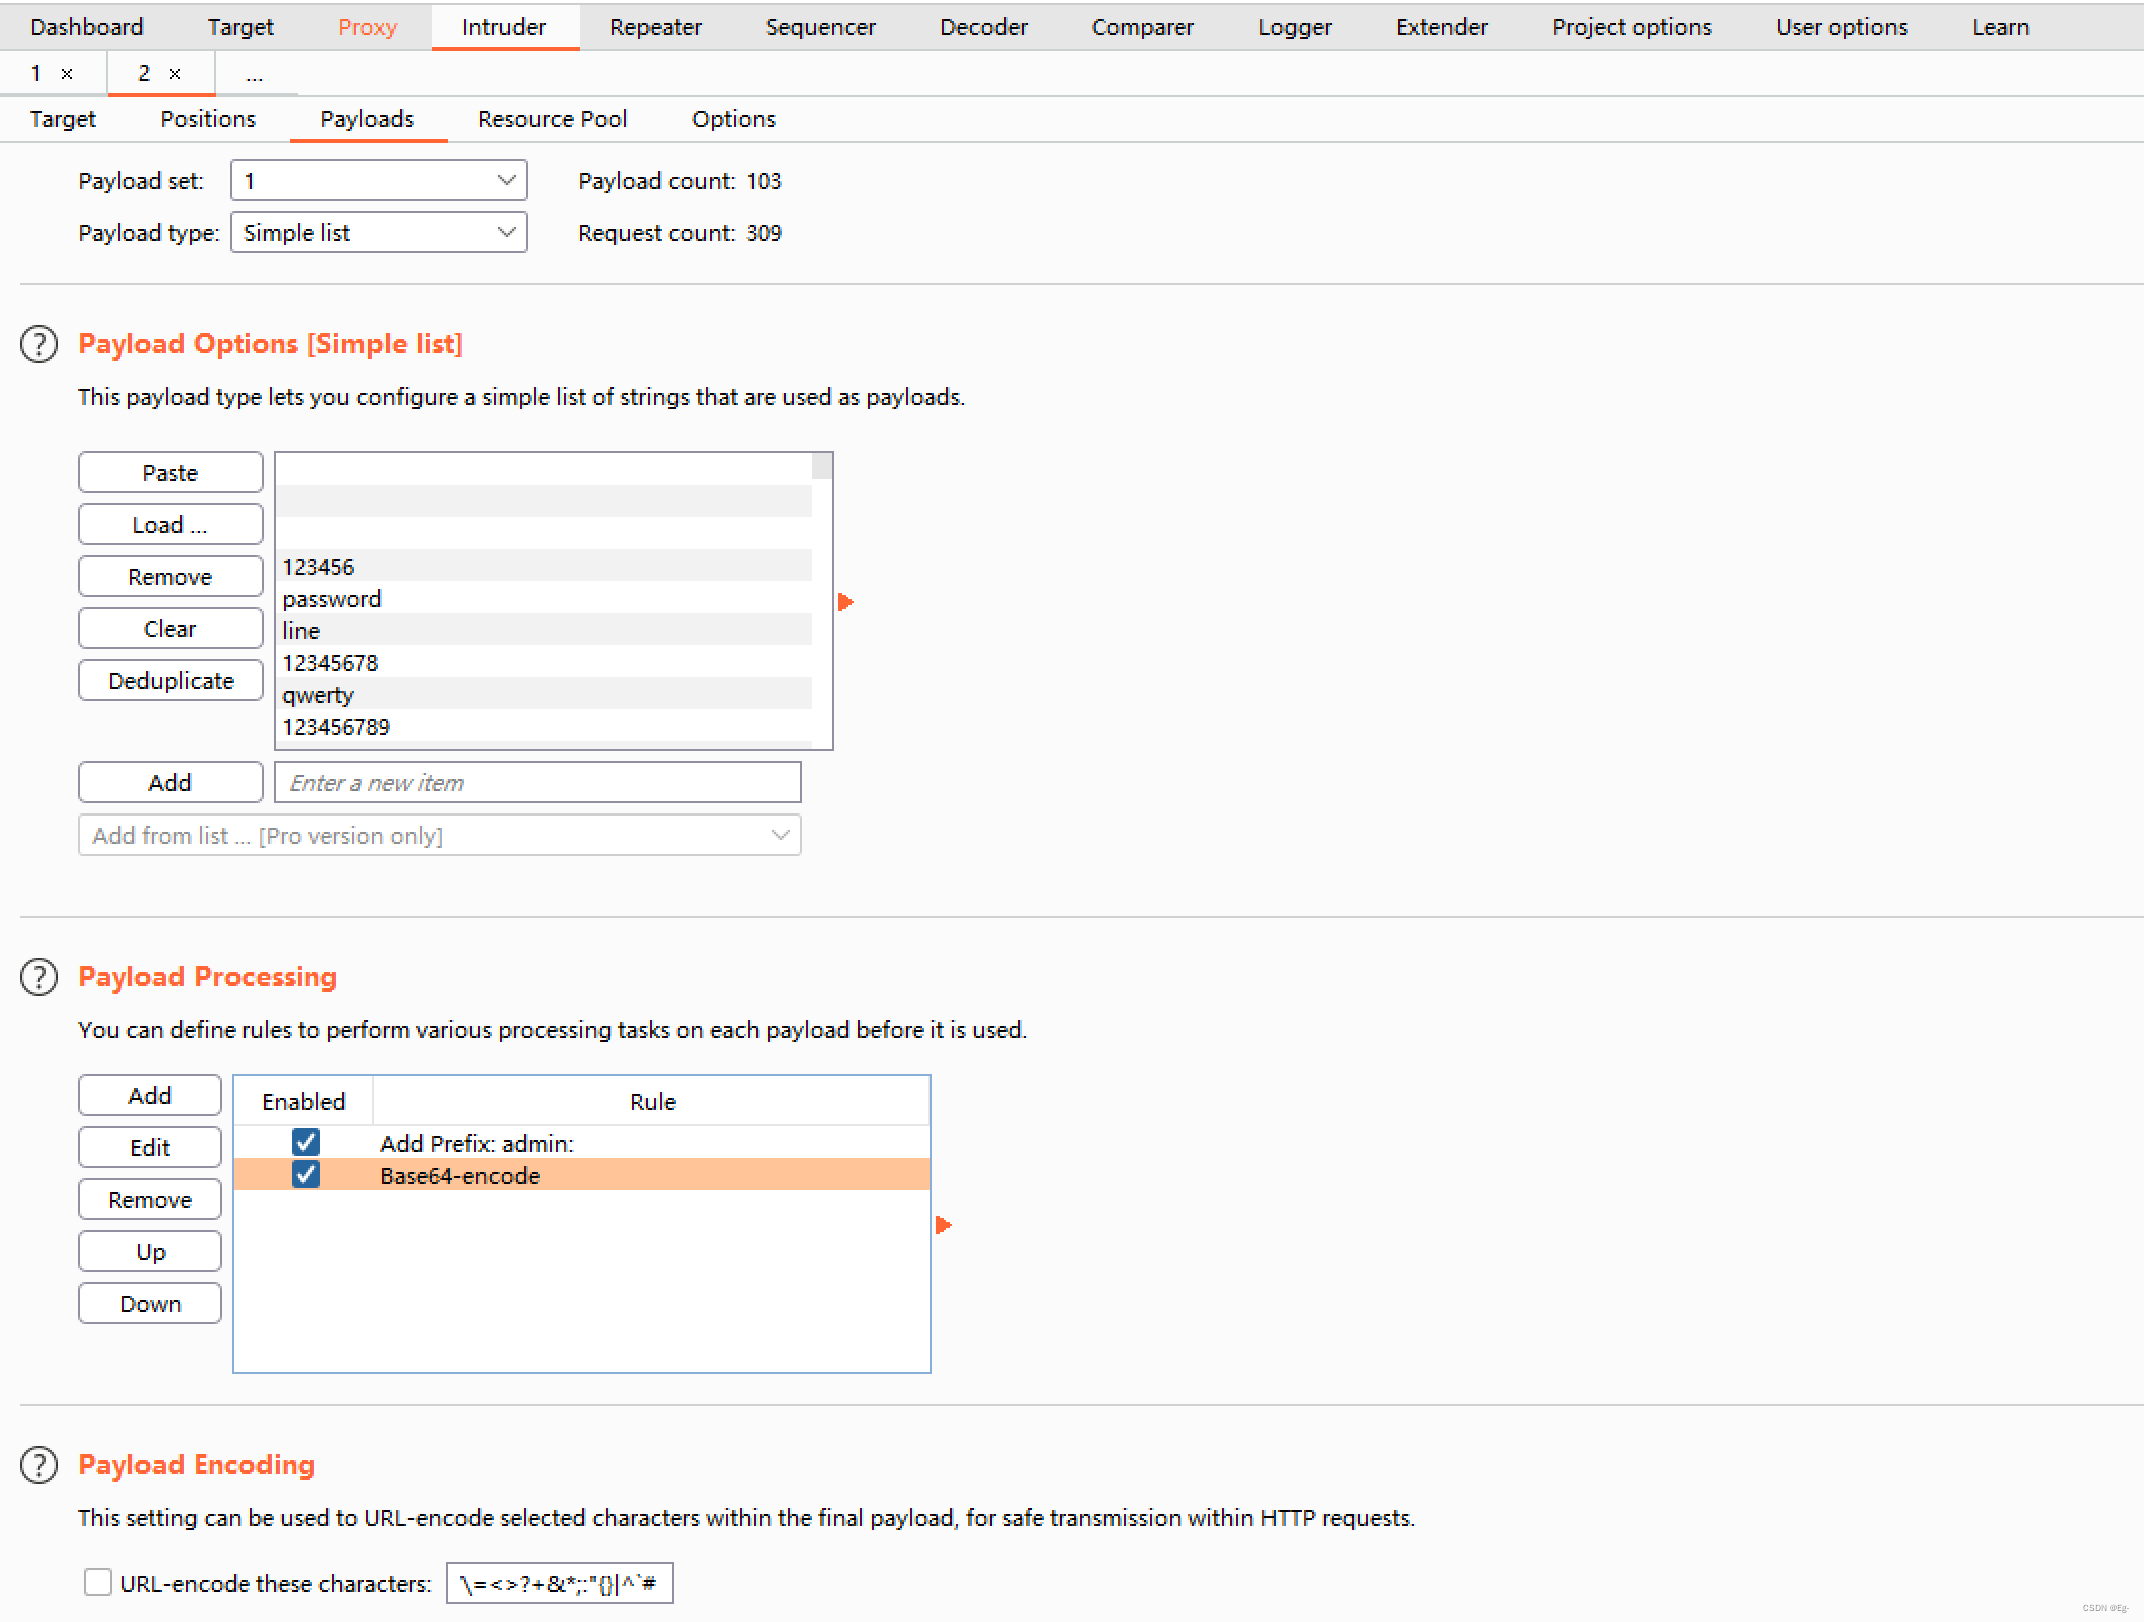 Dashboard Target Proxy Intruder Repeater Sequencer Decoder Comparer Logger Extender Project options User options Learn
1 × 2 × ...
Target Positions Payloads Resource Pool Options
Payload set: 1 Payload count: 103
Payload type: Simple list Request count: 309
? Payload Options [Simple list]
This payload type lets you configure a simple list of strings that are used as payloads.
Paste
Load ...
Remove
Clear
Deduplicate
123456
password
line
12345678
qwerty
123456789
Add Enter a new item
Add from list ... [Pro version only]
? Payload Processing
You can define rules to perform various processing tasks on each payload before it is used.
Add
Edit
Remove
Up
Down
Enabled Rule
Add Prefix: admin:
Base64-encode
? Payload Encoding
This setting can be used to URL-encode selected characters within the final payload, for safe transmission within HTTP requests.
URL-encode these characters: \=<>?+&*;:"{}|^`#
CSDN @Eg-